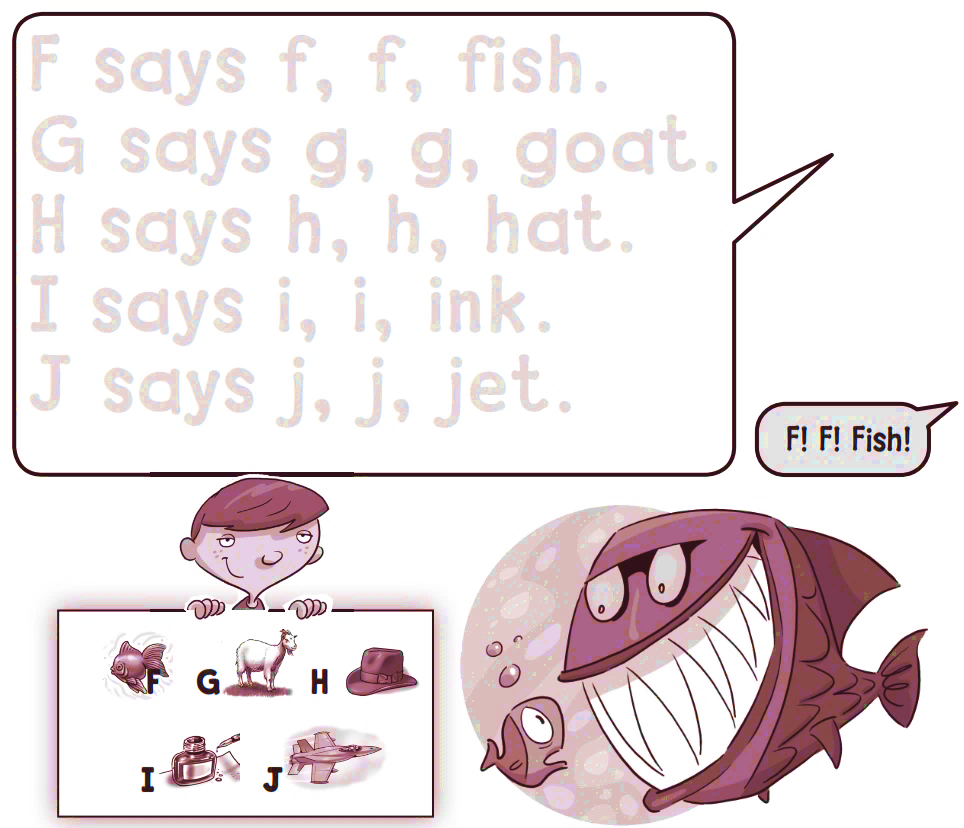 F says f, f, fish.
G says g, g, goat.
H says h, h, hat.
I says i, i, ink.
J says j, j, jet.
F! F! Fish!
F G H
I J